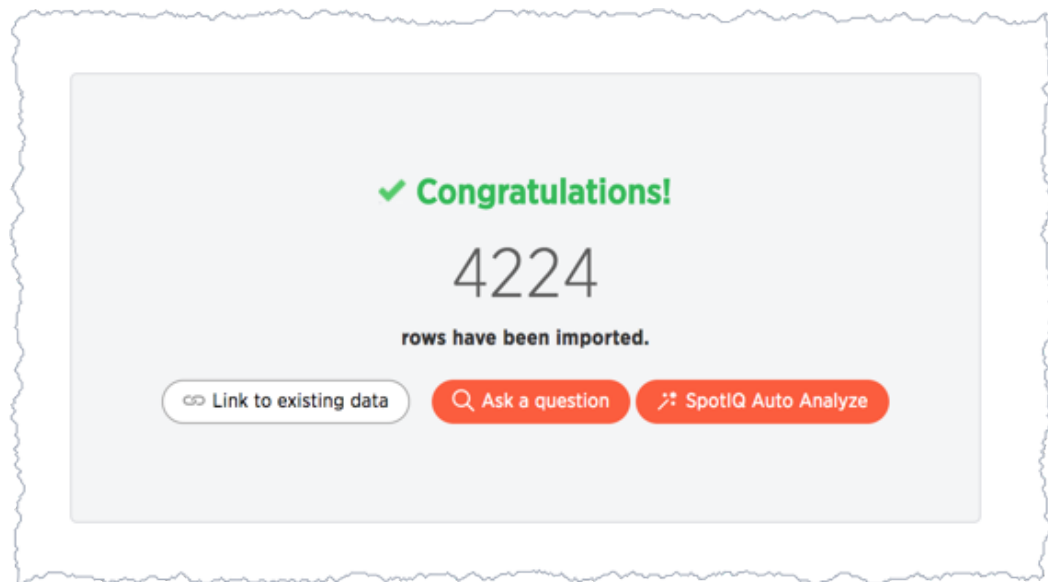 Congratulations!
4224
rows have been imported.
Link to existing data Ask a question SpotIQ Auto Analyze